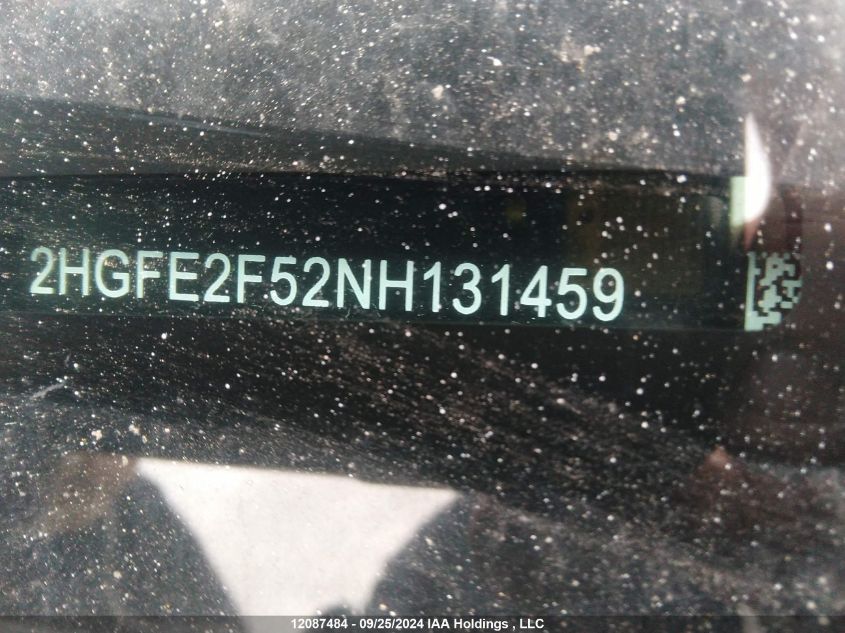 2HGFE2F52NH131459
12087484 - 09/25/2024 IAA Holdings , LLC